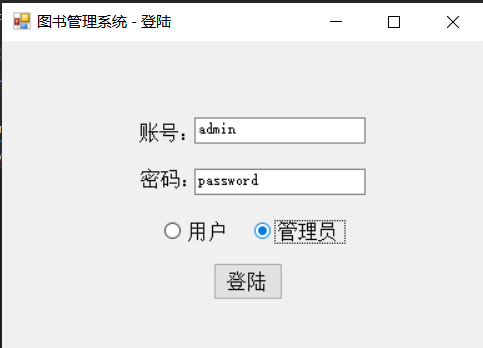 图书管理系统 - 登陆
账号： admin
密码： password
用户 管理员
登陆